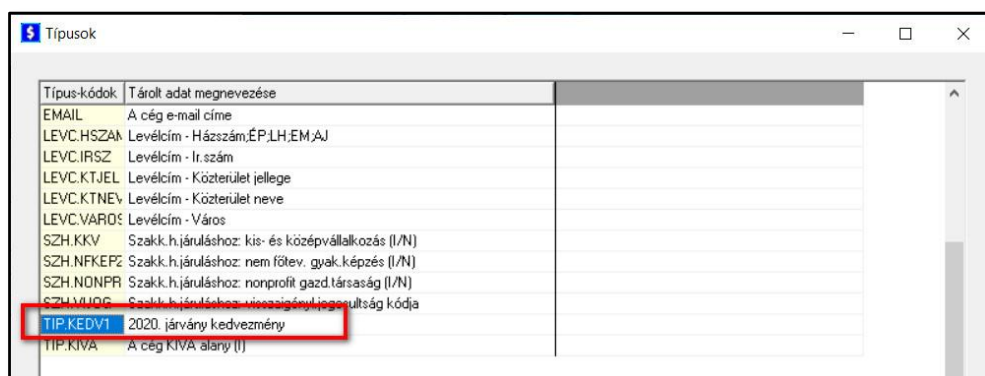 Típusok
Típus-kódok Tárolt adat megnevezése
EMAIL A cég e-mail címe
LEVC.HSZAM Levélcím - Házszám;ÉP;LH;EM;AJ
LEVC.IRSZ Levélcím - Ir.szám
LEVC.KTJEL Levélcím - Közterület jellege
LEVC.KTNEV Levélcím - Közterület neve
LEVC.VAROS Levélcím - Város
SZH.KKV Szakk.h.járuláshoz: kis- és középvállalkozás (I/N)
SZH.NFKEPZ Szakk.h.járuláshoz: nem főtev. gyak.képzés (I/N)
SZH.NONPR Szakk.h.járuláshoz: nonprofit gazd.társaság (I/N)
SZH.VIJOG Szakk.h.járuláshoz: visszaigényl.jogosultság kódja
TIP.KEDV1 2020. járvány kedvezmény
TIP.KIVA A cég KIVA alany (I)